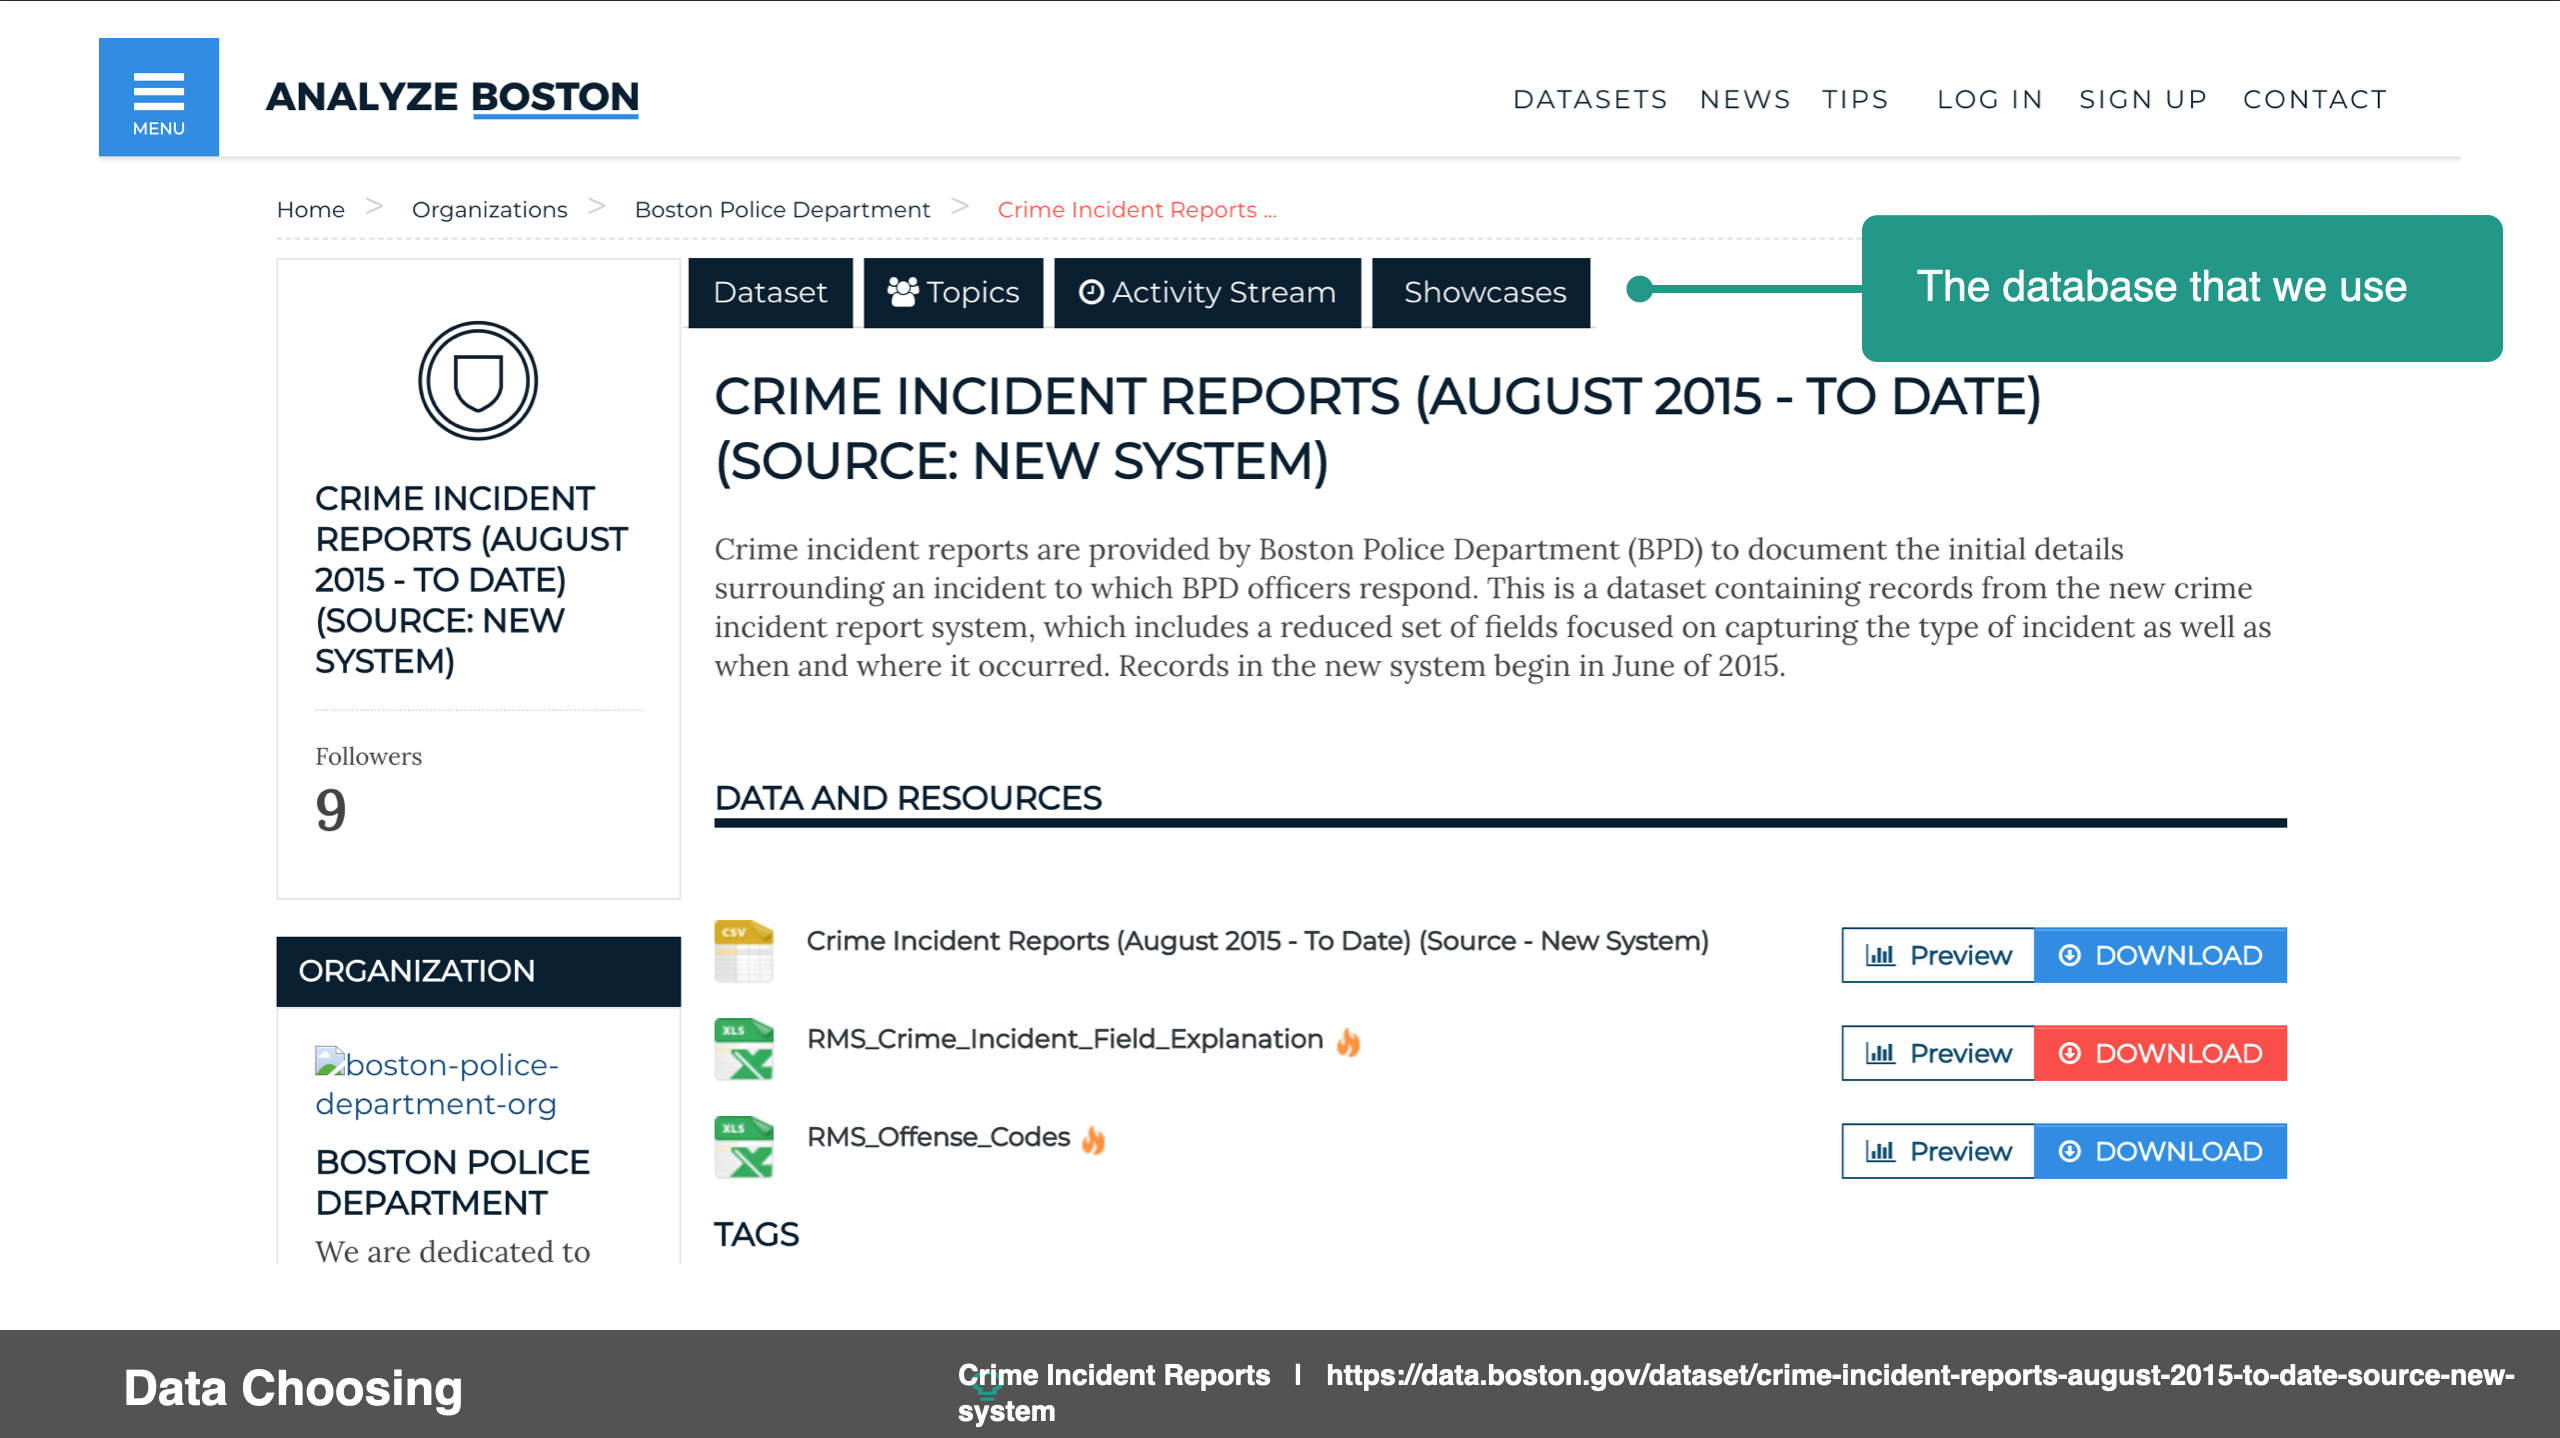 MENU
ANALYZE BOSTON
DATASETS NEWS TIPS LOG IN SIGN UP CONTACT
Home > Organizations > Boston Police Department > Crime Incident Reports ...
The database that we use
Dataset Topics Activity Stream Showcases
CRIME INCIDENT
REPORTS (AUGUST
2015 - TO DATE)
(SOURCE: NEW
SYSTEM)
Followers
9
ORGANIZATION
boston-police-
department-org
BOSTON POLICE
DEPARTMENT
We are dedicated to
CRIME INCIDENT REPORTS (AUGUST 2015 - TO DATE)
(SOURCE: NEW SYSTEM)
Crime incident reports are provided by Boston Police Department (BPD) to document the initial details
surrounding an incident to which BPD officers respond. This is a dataset containing records from the new crime
incident report system, which includes a reduced set of fields focused on capturing the type of incident as well as
when and where it occurred. Records in the new system begin in June of 2015.
DATA AND RESOURCES
CSV Crime Incident Reports (August 2015 - To Date) (Source - New System) Preview DOWNLOAD
XLS RMS_Crime_Incident_Field_Explanation Preview DOWNLOAD
XLS RMS_Offense_Codes Preview DOWNLOAD
TAGS
Data Choosing
Crime Incident Reports | https://data.boston.gov/dataset/crime-incident-reports-august-2015-to-date-source-new-
system